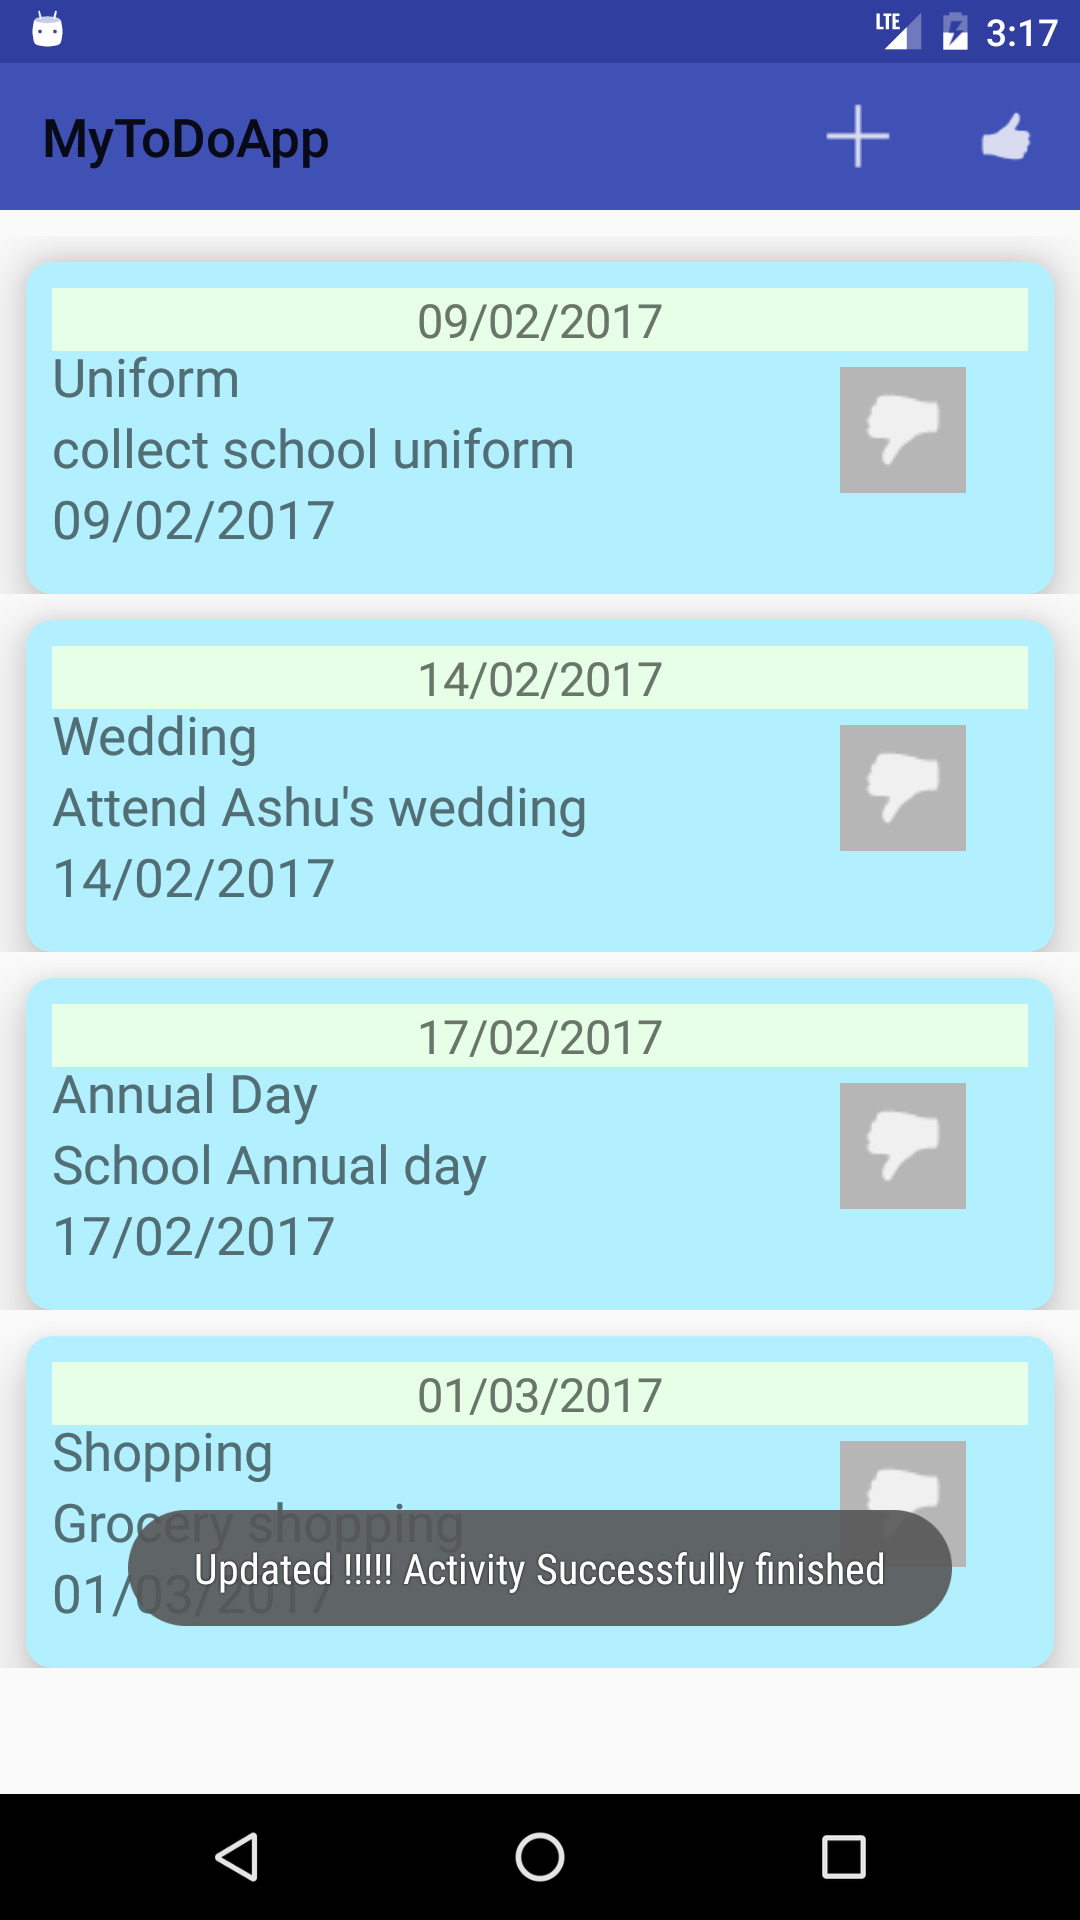 LTE 3:17
MyToDoApp
09/02/2017
Uniform
collect school uniform
09/02/2017
14/02/2017
Wedding
Attend Ashu's wedding
14/02/2017
17/02/2017
Annual Day
School Annual day
17/02/2017
01/03/2017
Shopping
Grocery shopping
Updated !!!!! Activity Successfully finished
01/03/2017